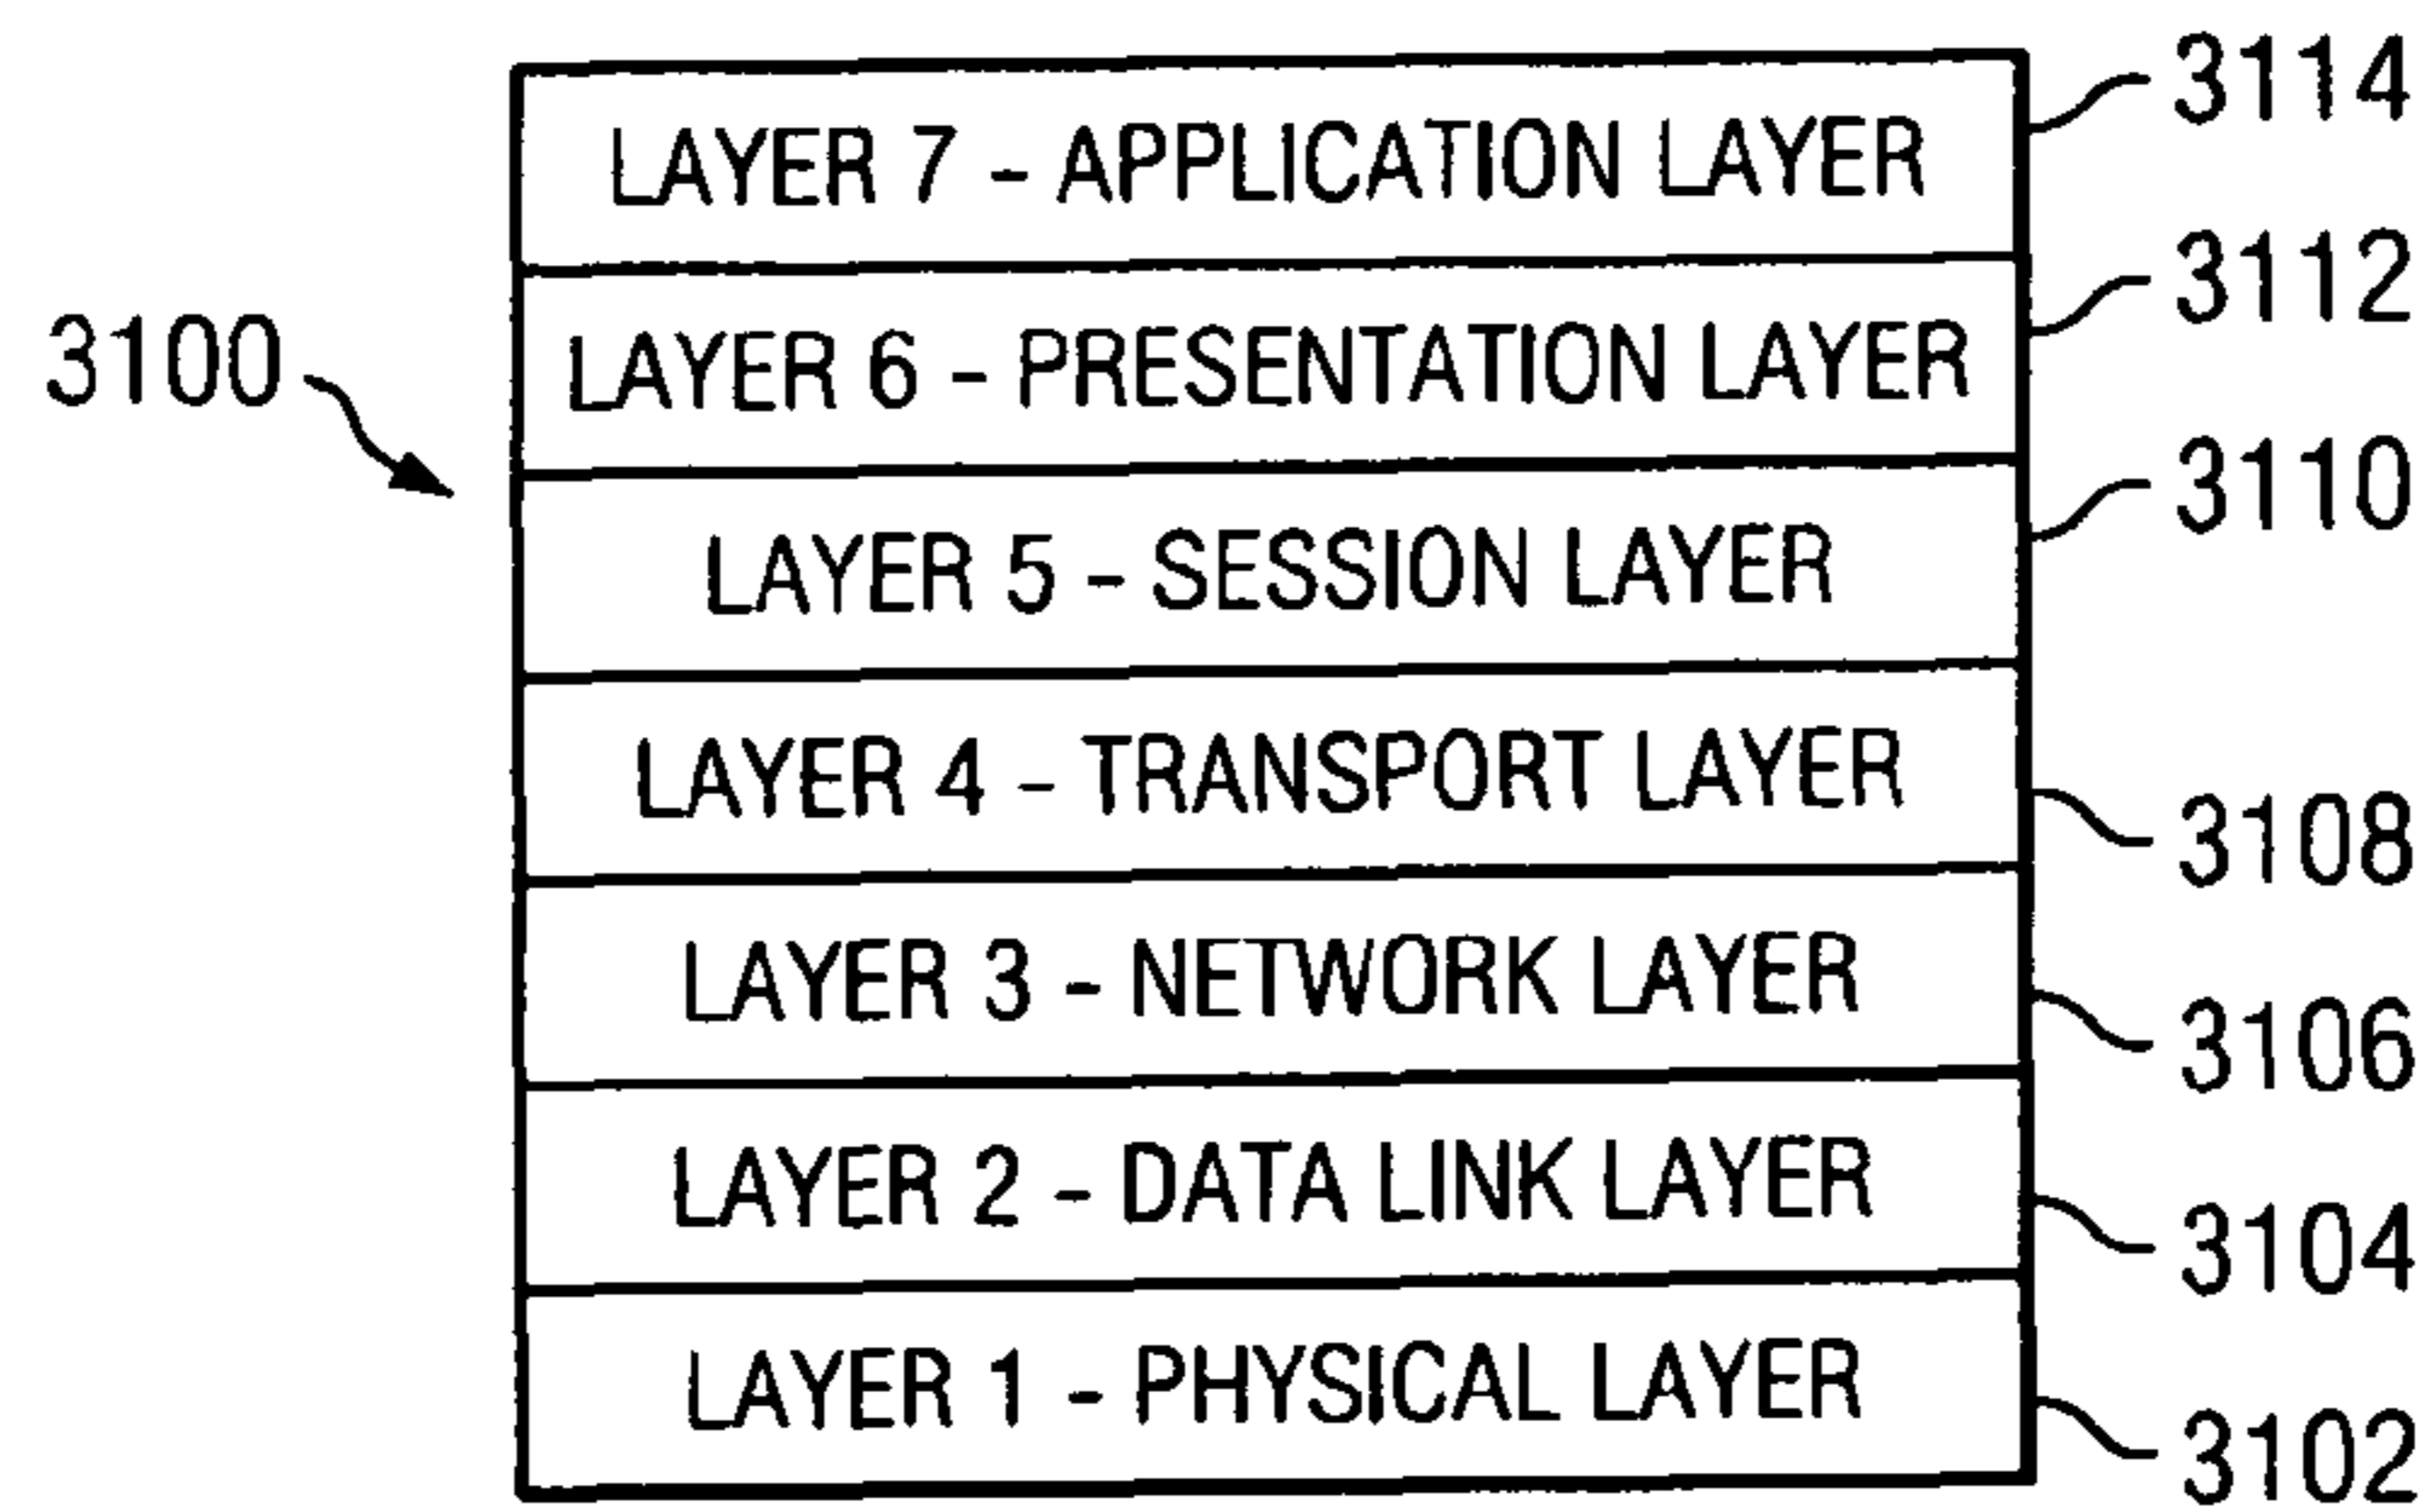 3114
LAYER 7 - APPLICATION LAYER
3112
LAYER 6 - PRESENTATION LAYER
3100
3110
LAYER 5 - SESSION LAYER
LAYER 4 - TRANSPORT LAYER
3108
LAYER 3 - NETWORK LAYER
3106
LAYER 2 - DATA LINK LAYER
3104
LAYER 1 - PHYSICAL LAYER
3102